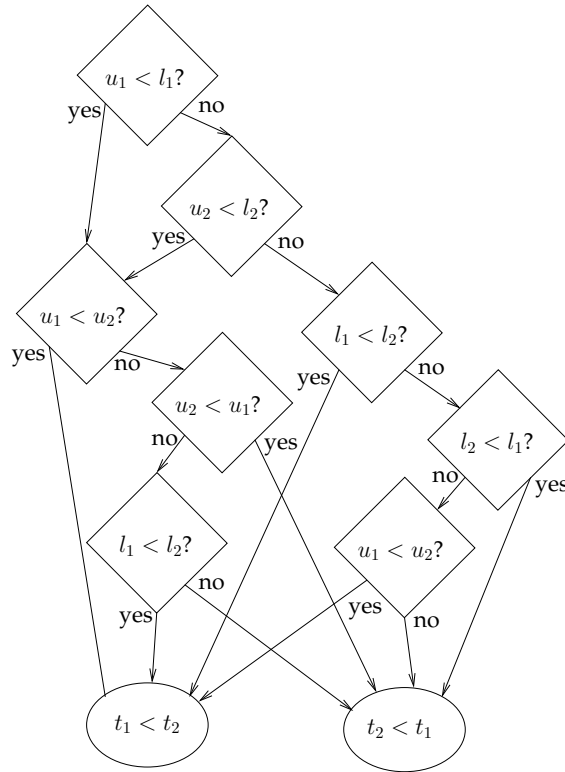 u₁ < l₁?
yes
no
u₂ < l₂?
yes
no
u₁ < u₂?
l₁ < l₂?
yes
no
yes
no
u₂ < u₁?
l₂ < l₁?
no
yes
no
yes
l₁ < l₂?
u₁ < u₂?
no
yes
yes
no
t₁ < t₂
t₂ < t₁